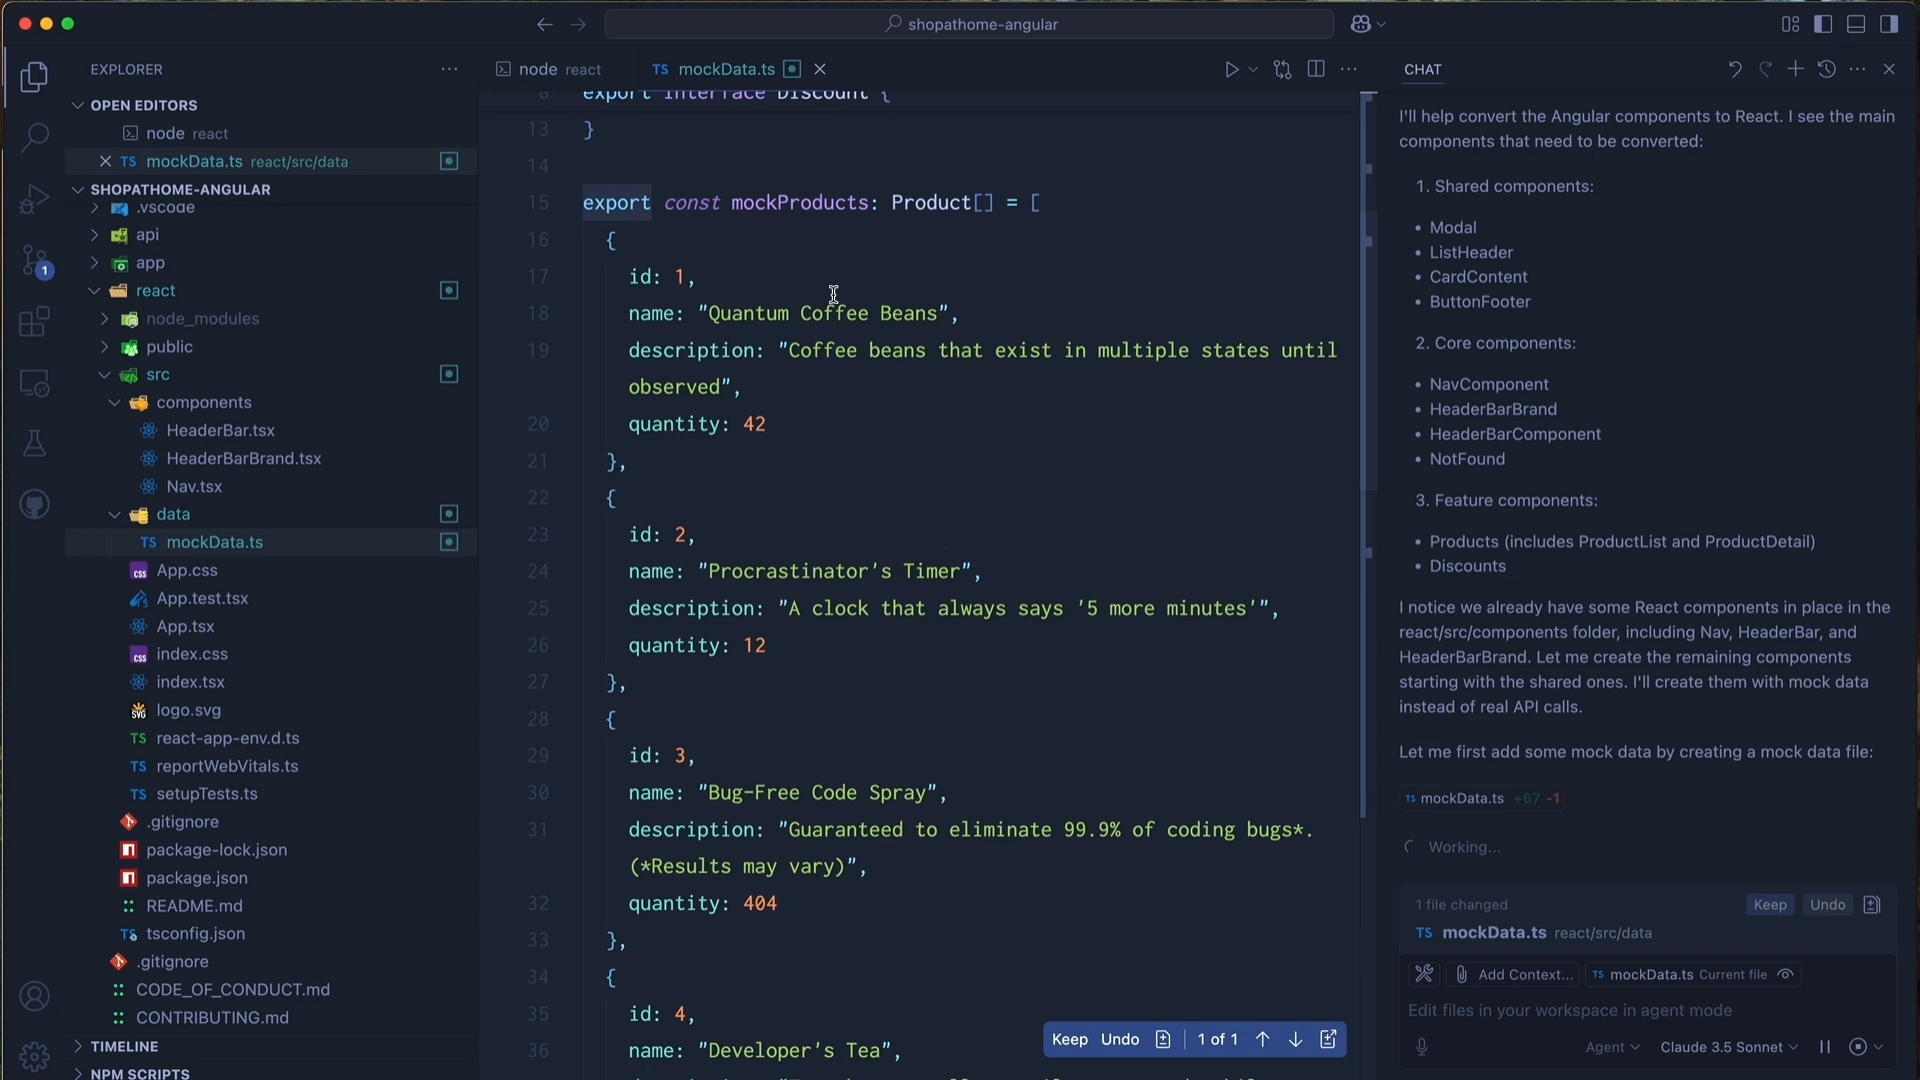 shopathome-angular
EXPLORER
OPEN EDITORS
node react
TS mockData.ts react/src/data
SHOPATHOME-ANGULAR
.vscode
api
app
react
node_modules
public
src
components
HeaderBar.tsx
HeaderBarBrand.tsx
Nav.tsx
data
TS mockData.ts
App.css
App.test.tsx
App.tsx
index.css
index.tsx
logo.svg
TS react-app-env.d.ts
TS reportWebVitals.ts
TS setupTests.ts
.gitignore
package-lock.json
package.json
README.md
tsconfig.json
.gitignore
CODE_OF_CONDUCT.md
CONTRIBUTING.md
TIMELINE
NPM SCRIPTS
1
node react
TS mockData.ts
8 export interface Discount {
13 }
14
15 export const mockProducts: Product[] = [
16 {
17 id: 1,
18 name: "Quantum Coffee Beans",
19 description: "Coffee beans that exist in multiple states until
observed",
20 quantity: 42
21 },
22 {
23 id: 2,
24 name: "Procrastinator's Timer",
25 description: "A clock that always says '5 more minutes'",
26 quantity: 12
27 },
28 {
29 id: 3,
30 name: "Bug-Free Code Spray",
31 description: "Guaranteed to eliminate 99.9% of coding bugs*.
(*Results may vary)",
32 quantity: 404
33 },
34 {
35 id: 4,
36 name: "Developer's Tea",
Keep Undo 1 of 1
CHAT
I'll help convert the Angular components to React. I see the main
components that need to be converted:
1. Shared components:
• Modal
• ListHeader
• CardContent
• ButtonFooter
2. Core components:
• NavComponent
• HeaderBarBrand
• HeaderBarComponent
• NotFound
3. Feature components:
• Products (includes ProductList and ProductDetail)
• Discounts
I notice we already have some React components in place in the
react/src/components folder, including Nav, HeaderBar, and
HeaderBarBrand. Let me create the remaining components
starting with the shared ones. I'll create them with mock data
instead of real API calls.
Let me first add some mock data by creating a mock data file:
TS mockData.ts +67 -1
Working...
1 file changed Keep Undo
TS mockData.ts react/src/data
Add Context... TS mockData.ts Current file
Edit files in your workspace in agent mode
Agent Claude 3.5 Sonnet